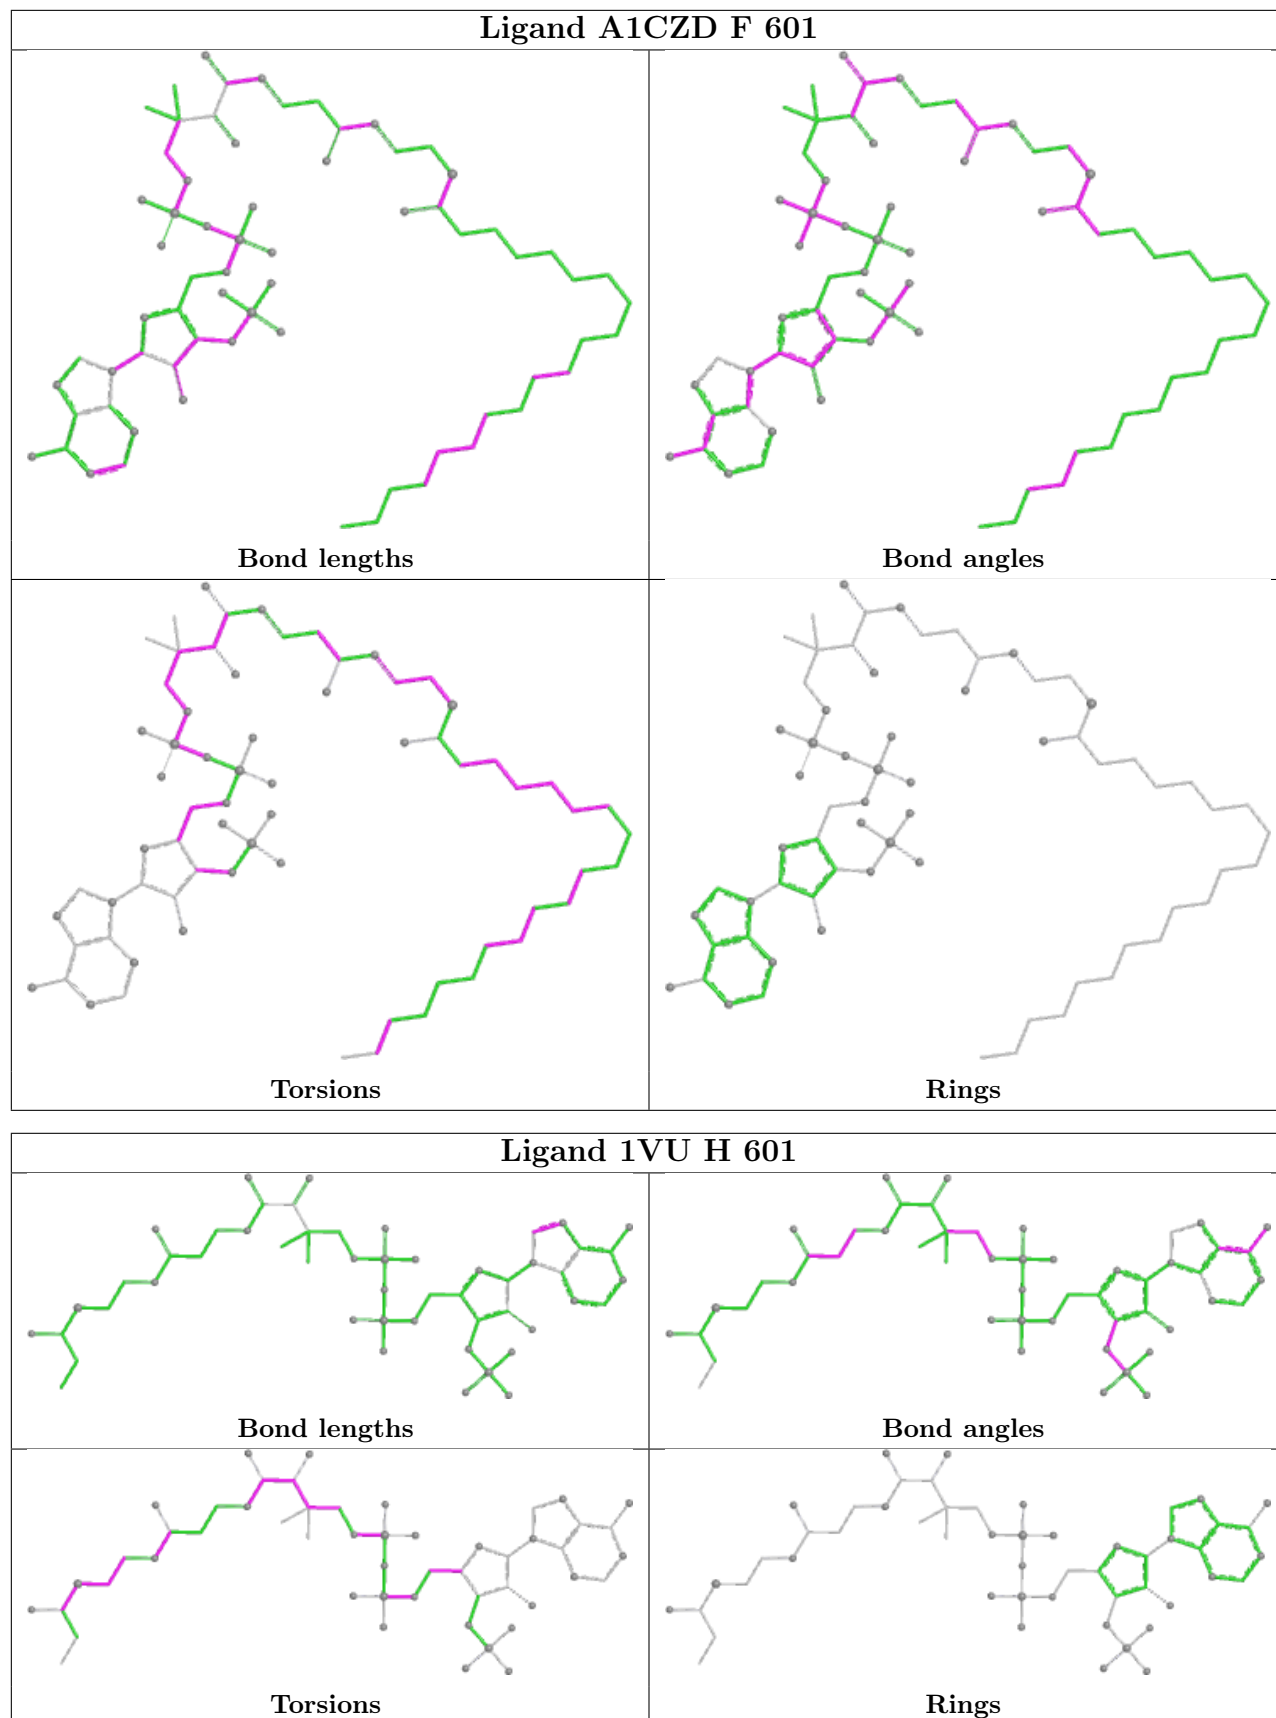 Ligand A1CZD F 601
Bond lengths
Bond angles
Torsions
Rings
Ligand 1VU H 601
Bond lengths
Bond angles
Torsions
Rings